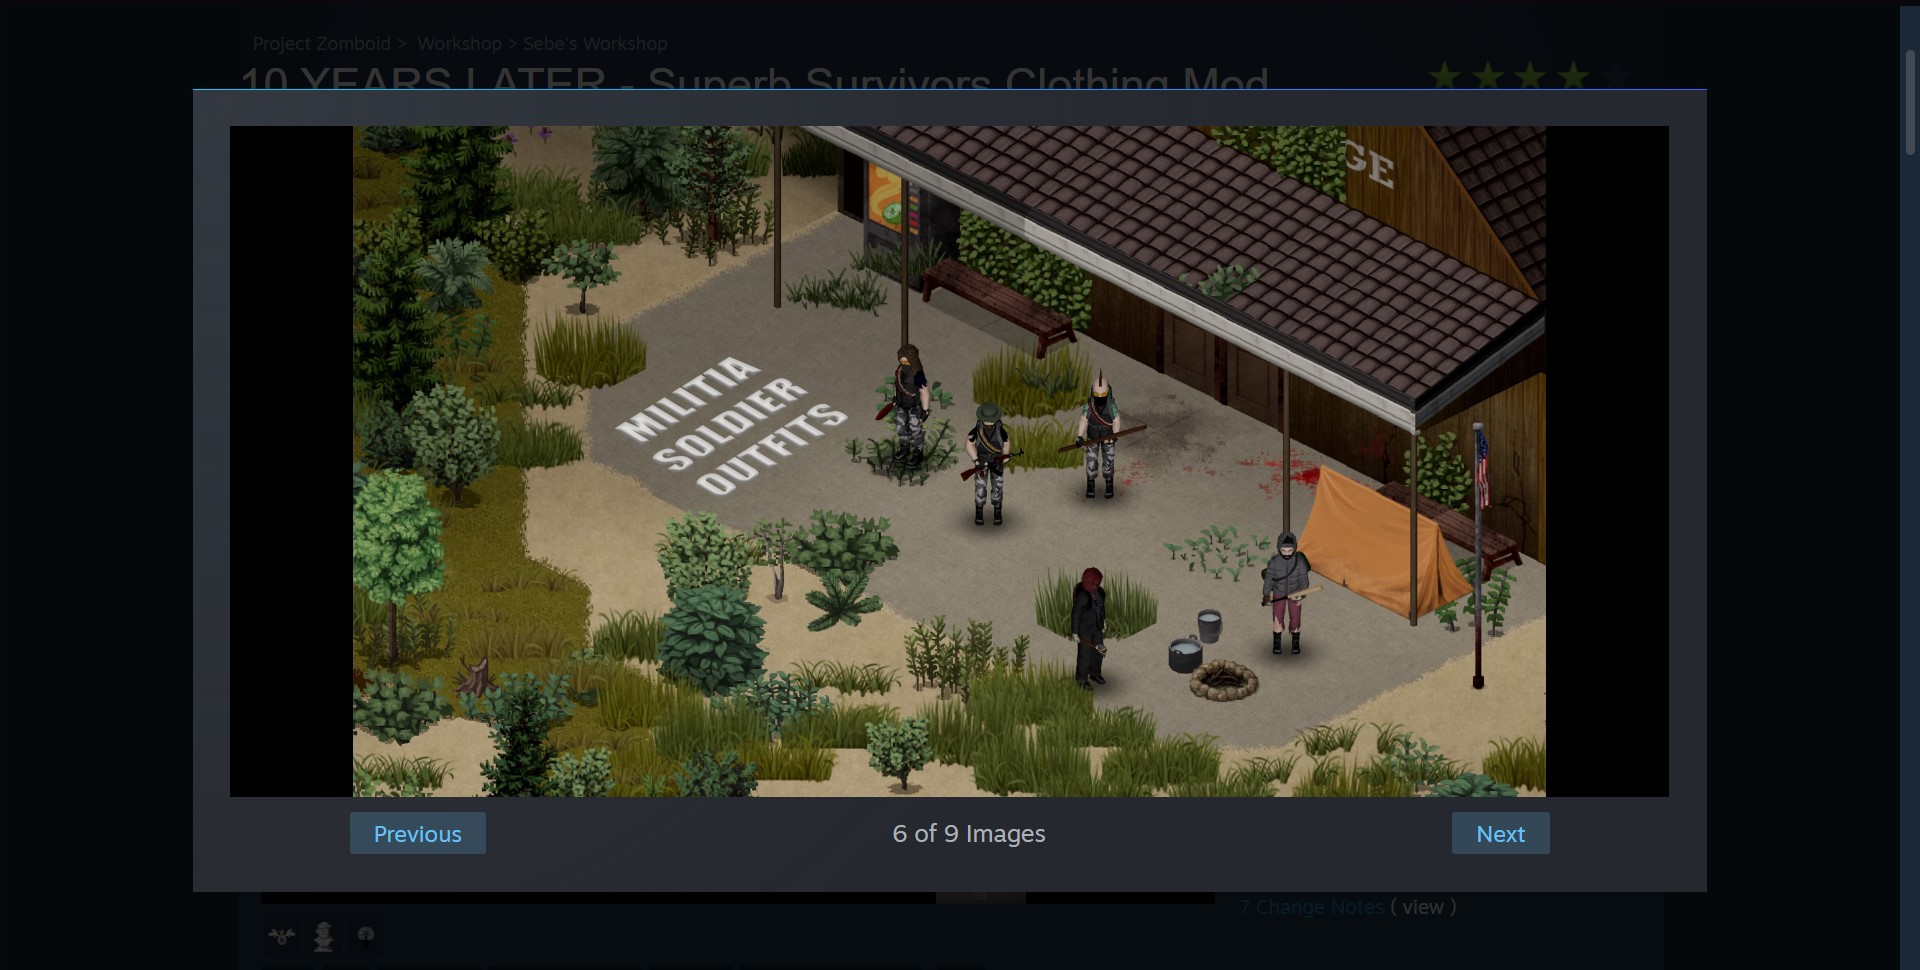 Project Zomboid > Workshop > Sebe's Workshop
10 YEARS LATER - Superb Survivors Clothing Mod
GE
MILITIA
SOLDIER
OUTFITS
Previous
6 of 9 Images
Next
7 Change Notes ( view )